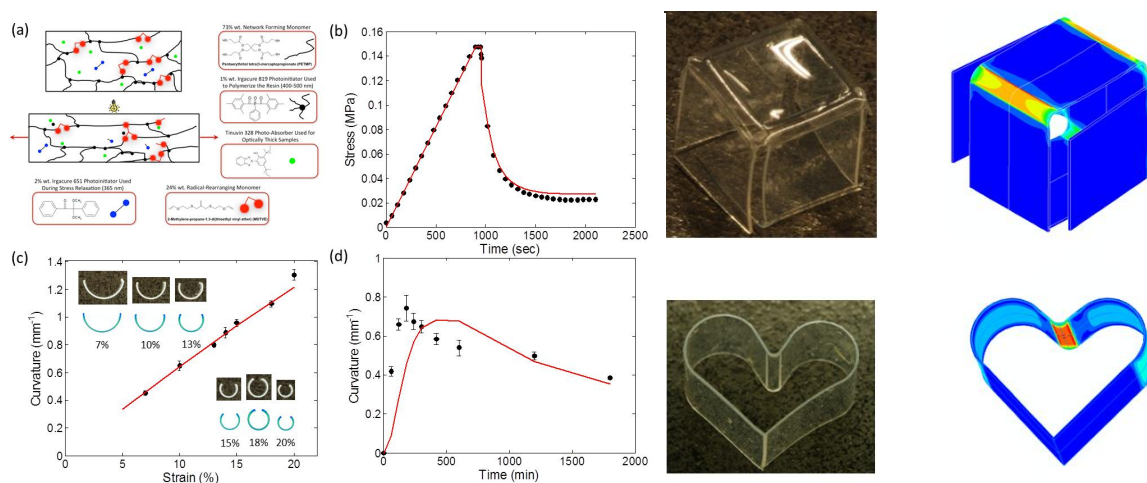 (a)
73% wt. Network Forming Monomer
Pentaerythritol tetra(3-mercaptopropionate) (PETMP)
1% wt. Irgacure 819 Photoinitiator Used
to Polymerize the Resin (400-500 nm)
Tinuvin 328 Photo-Absorber Used for
Optically Thick Samples
2% wt. Irgacure 651 Photoinitiator Used
During Stress Relaxation (365 nm)
OCH3
OCH3
24% wt. Radical-Rearranging Monomer
2-Methylene-propane-1,3-di(thioethyl vinyl ether) (MDTVE)
(b)
Stress (MPa)
0.16
0.14
0.12
0.10
0.08
0.06
0.04
0.02
0
0 500 1000 1500 2000 2500
Time (sec)
(c)
Curvature (mm-1)
1.4
1.2
1
0.8
0.6
0.4
0.2
0
7% 10% 13%
15% 18% 20%
0 5 10 15 20
Strain (%)
(d)
Curvature (mm-1)
1
0.8
0.6
0.4
0.2
0
0 500 1000 1500 2000
Time (min)